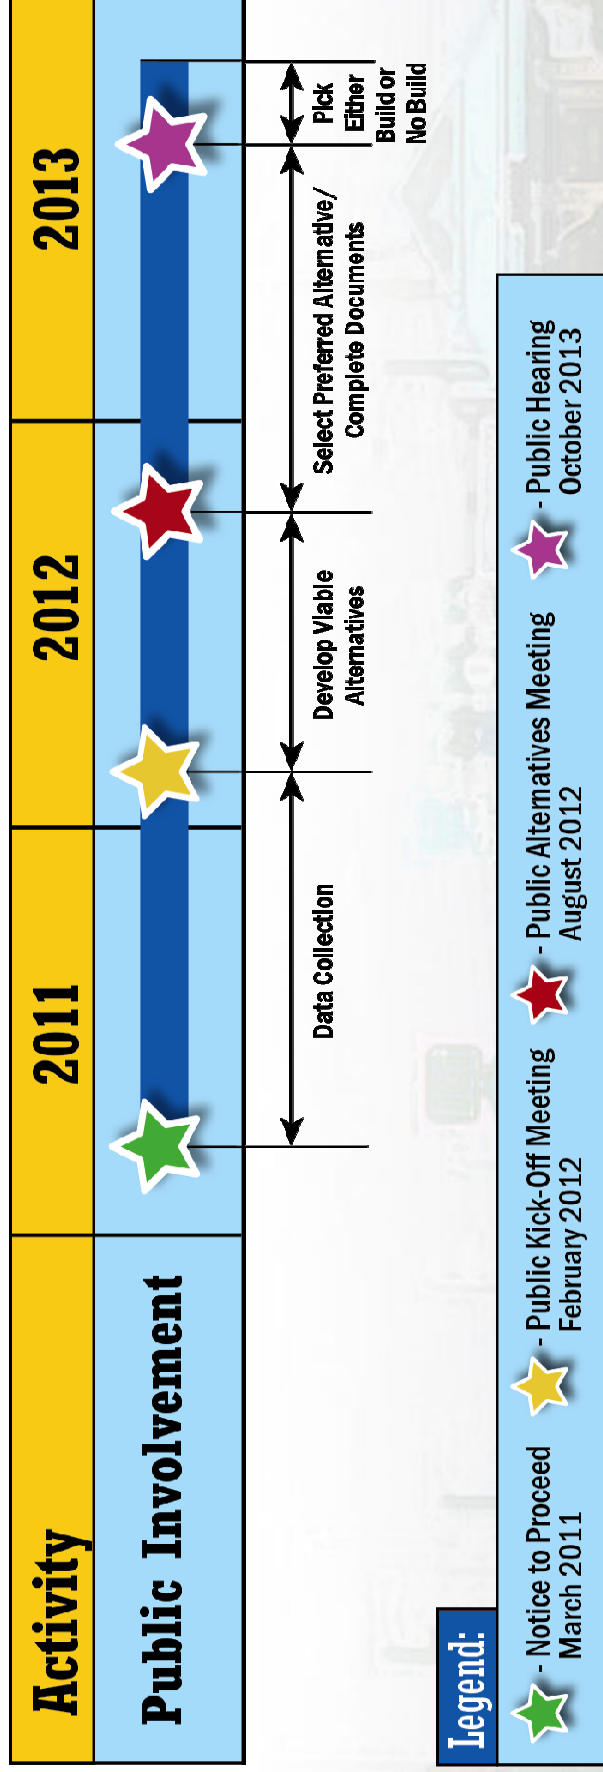 Activity
2011
2012
2013
Public Involvement
Data Collection
Develop Viable
Alternatives
Select Preferred Alternative/
Complete Documents
Pick
Either
Build or
No Build
Legend:
- Notice to Proceed
March 2011
- Public Kick-Off Meeting
February 2012
- Public Alternatives Meeting
August 2012
- Public Hearing
October 2013